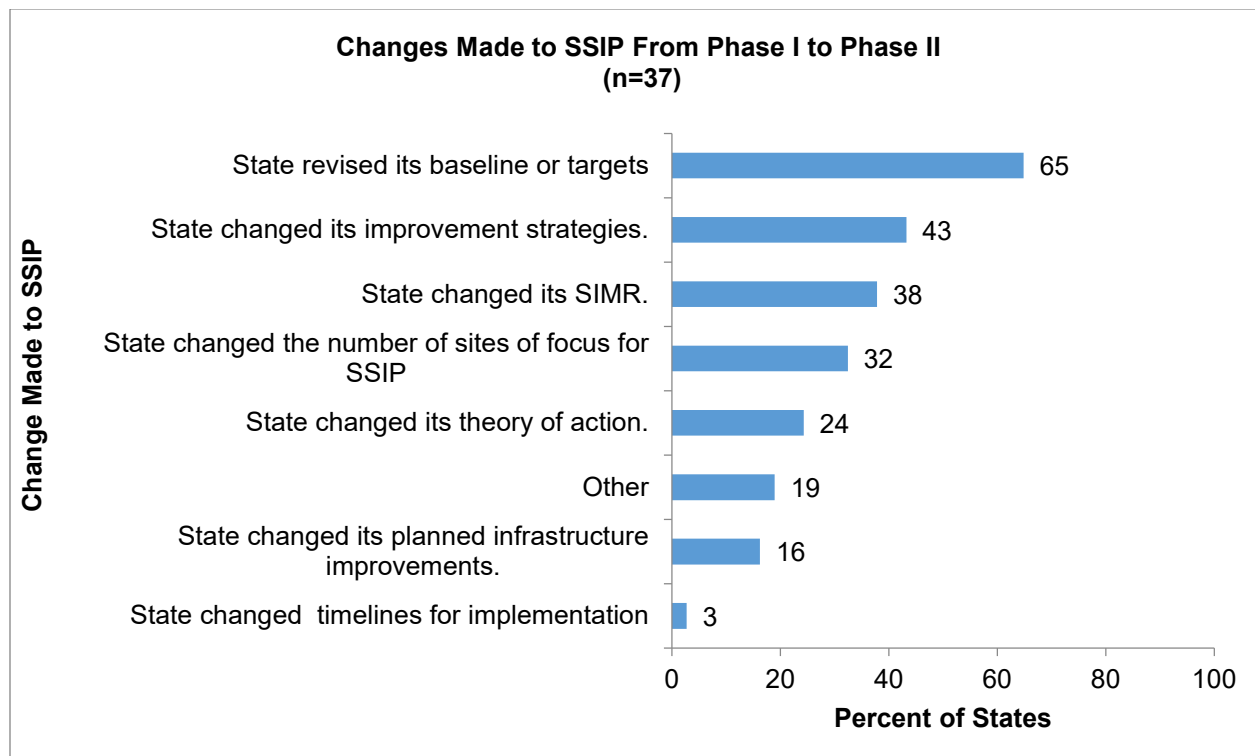 Changes Made to SSIP From Phase I to Phase II
(n=37)
Change Made to SSIP
State revised its baseline or targets
65
State changed its improvement strategies.
43
State changed its SIMR.
38
State changed the number of sites of focus for
SSIP
32
State changed its theory of action.
24
Other
19
State changed its planned infrastructure
improvements.
16
State changed  timelines for implementation
3
0 20 40 60 80 100
Percent of States